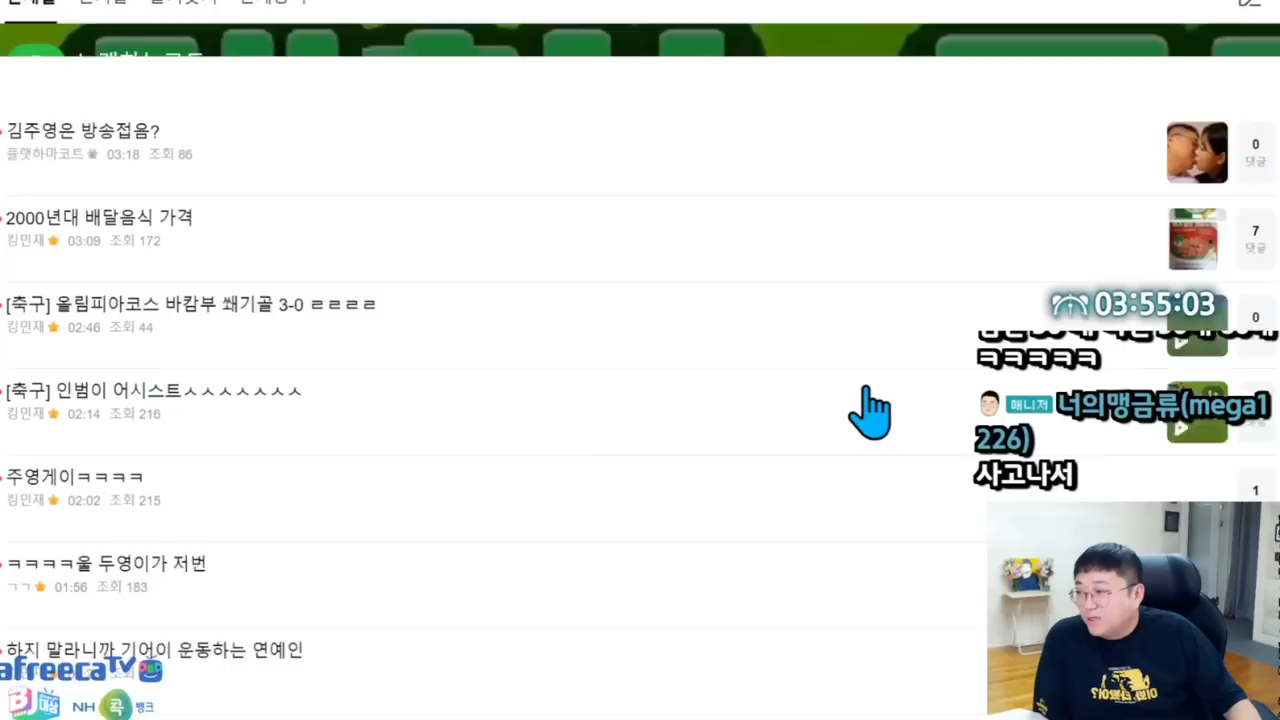 김주영은 방송접음?
플랫하마코트 03:18 조회 86
0
댓글
2000년대 배달음식 가격
킹민재 03:09 조회 172
7
댓글
[축구] 올림피아코스 바캄부 쐐기골 3-0 ㄹㄹㄹㄹ
킹민재 02:46 조회 44
0
03:55:03
ㅋㅋㅋㅋㅋ
[축구] 인범이 어시스트ㅅㅅㅅㅅㅅㅅㅅ
킹민재 02:14 조회 216
매니저 너의맹금류(mega1
226)
사고나서
주영게이ㅋㅋㅋㅋ
킹민재 02:02 조회 215
1
ㅋㅋㅋㅋ울 두영이가 저번
ㄱㄱ 01:56 조회 183
하지 말라니까 기어이 운동하는 연예인
afreecaTV
NH 콕 뱅크